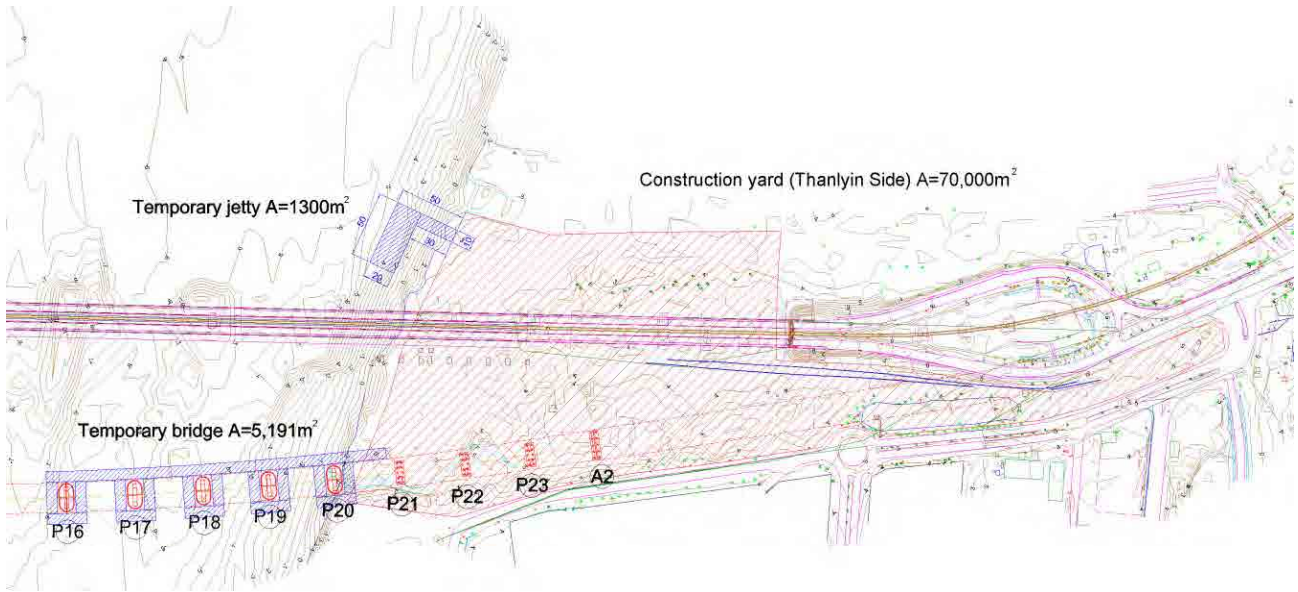 Construction yard (Thanlyin Side) A=70,000m²
Temporary jetty A=1300m²
50
50
30
10
20
Temporary bridge A=5,191m²
P16
P17
P18
P19
P20
P21
P22
P23
A2